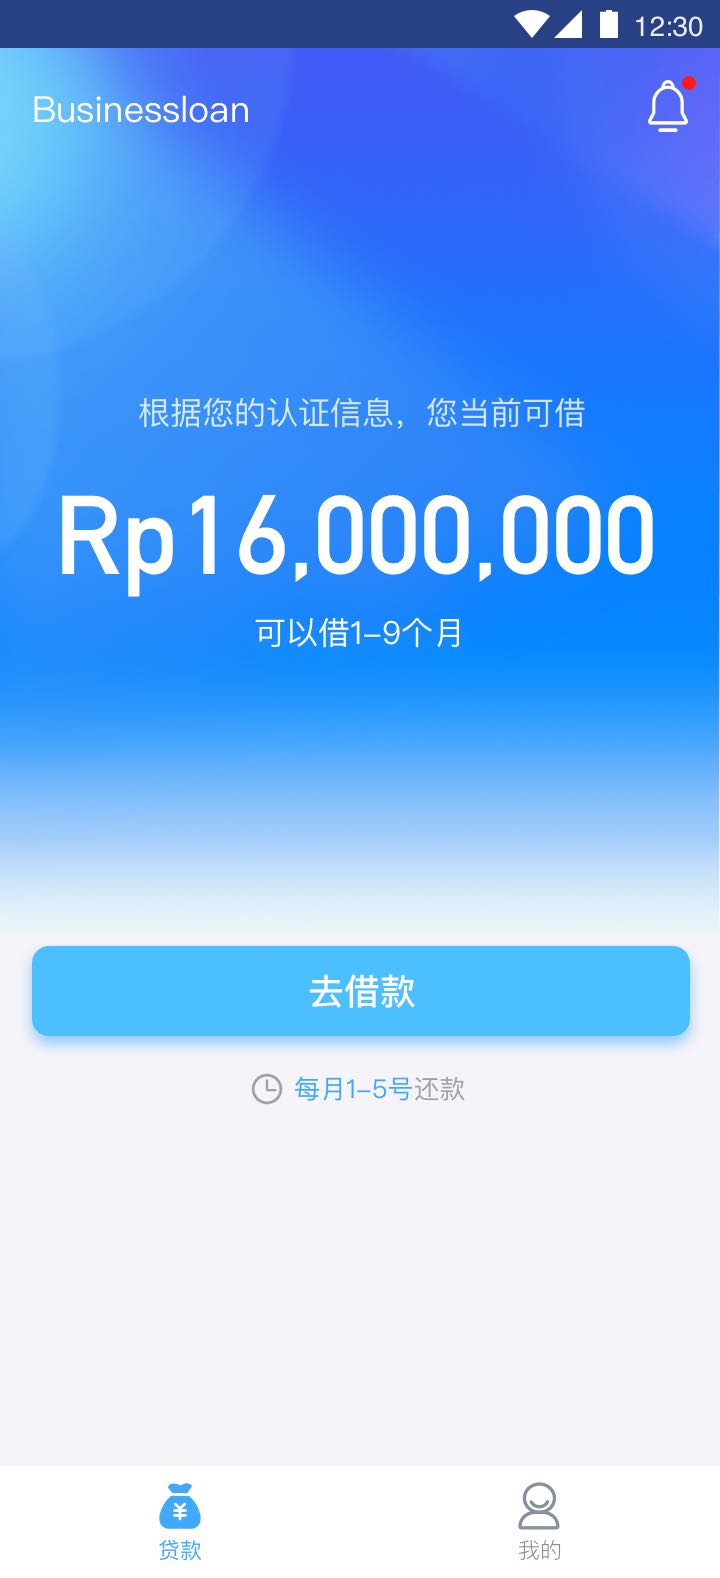 12:30
Businessloan
根据您的认证信息，您当前可借
Rp16,000,000
可以借1-9个月
去借款
每月1-5号还款
贷款
我的